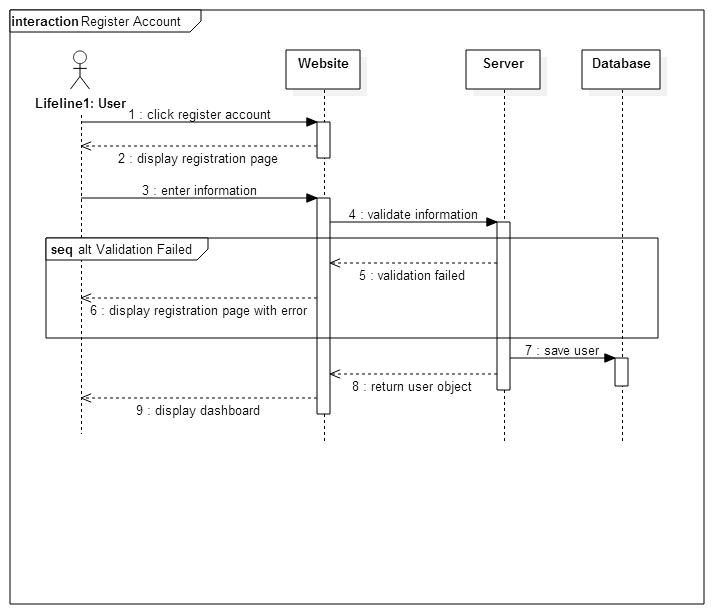 interaction Register Account
Website
Server
Database
Lifeline1: User
1 : click register account
2 : display registration page
3 : enter information
4 : validate information
seq alt Validation Failed
5 : validation failed
6 : display registration page with error
7 : save user
8 : return user object
9 : display dashboard